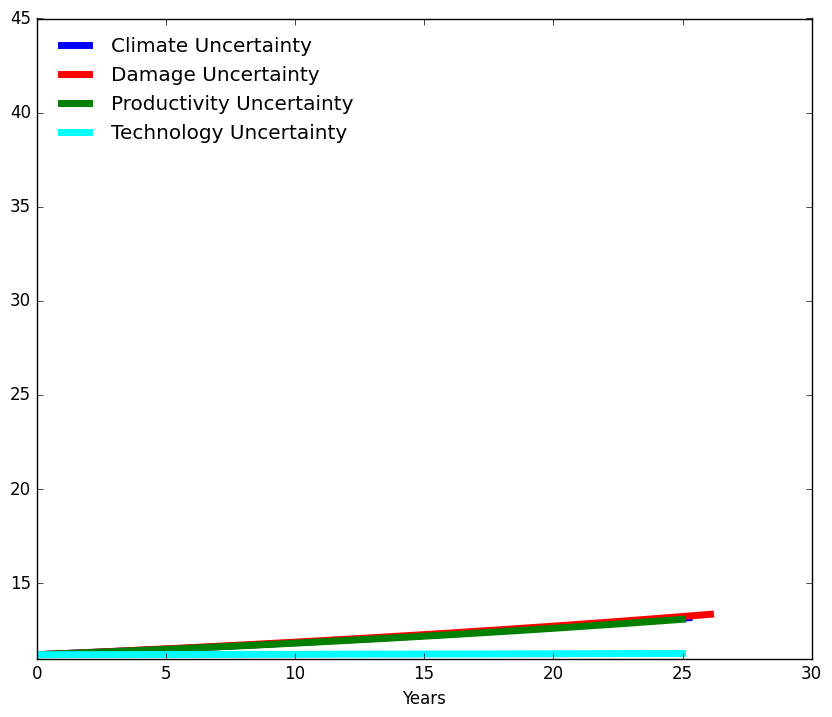 45
40
35
30
25
20
15
Climate Uncertainty
Damage Uncertainty
Productivity Uncertainty
Technology Uncertainty
0 5 10 15 20 25 30
Years